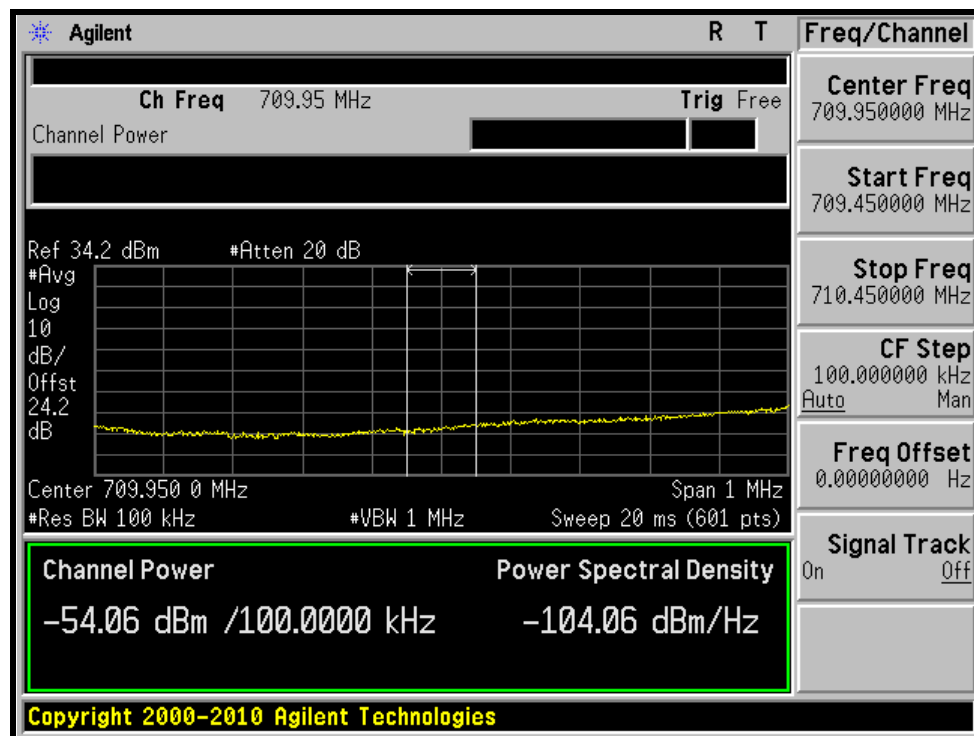 Agilent R T Freq/Channel
Ch Freq 709.95 MHz Trig Free
Channel Power
Center Freq
709.950000 MHz
Start Freq
709.450000 MHz
Ref 34.2 dBm #Atten 20 dB
#Avg
Log
10
dB/
Offst
24.2
dB
Stop Freq
710.450000 MHz
CF Step
100.000000 kHz
Auto Man
Freq Offset
0.00000000 Hz
Center 709.950 0 MHz Span 1 MHz
#Res BW 100 kHz #VBW 1 MHz Sweep 20 ms (601 pts)
Signal Track
On Off
Channel Power Power Spectral Density
-54.06 dBm /100.0000 kHz -104.06 dBm/Hz
Copyright 2000-2010 Agilent Technologies